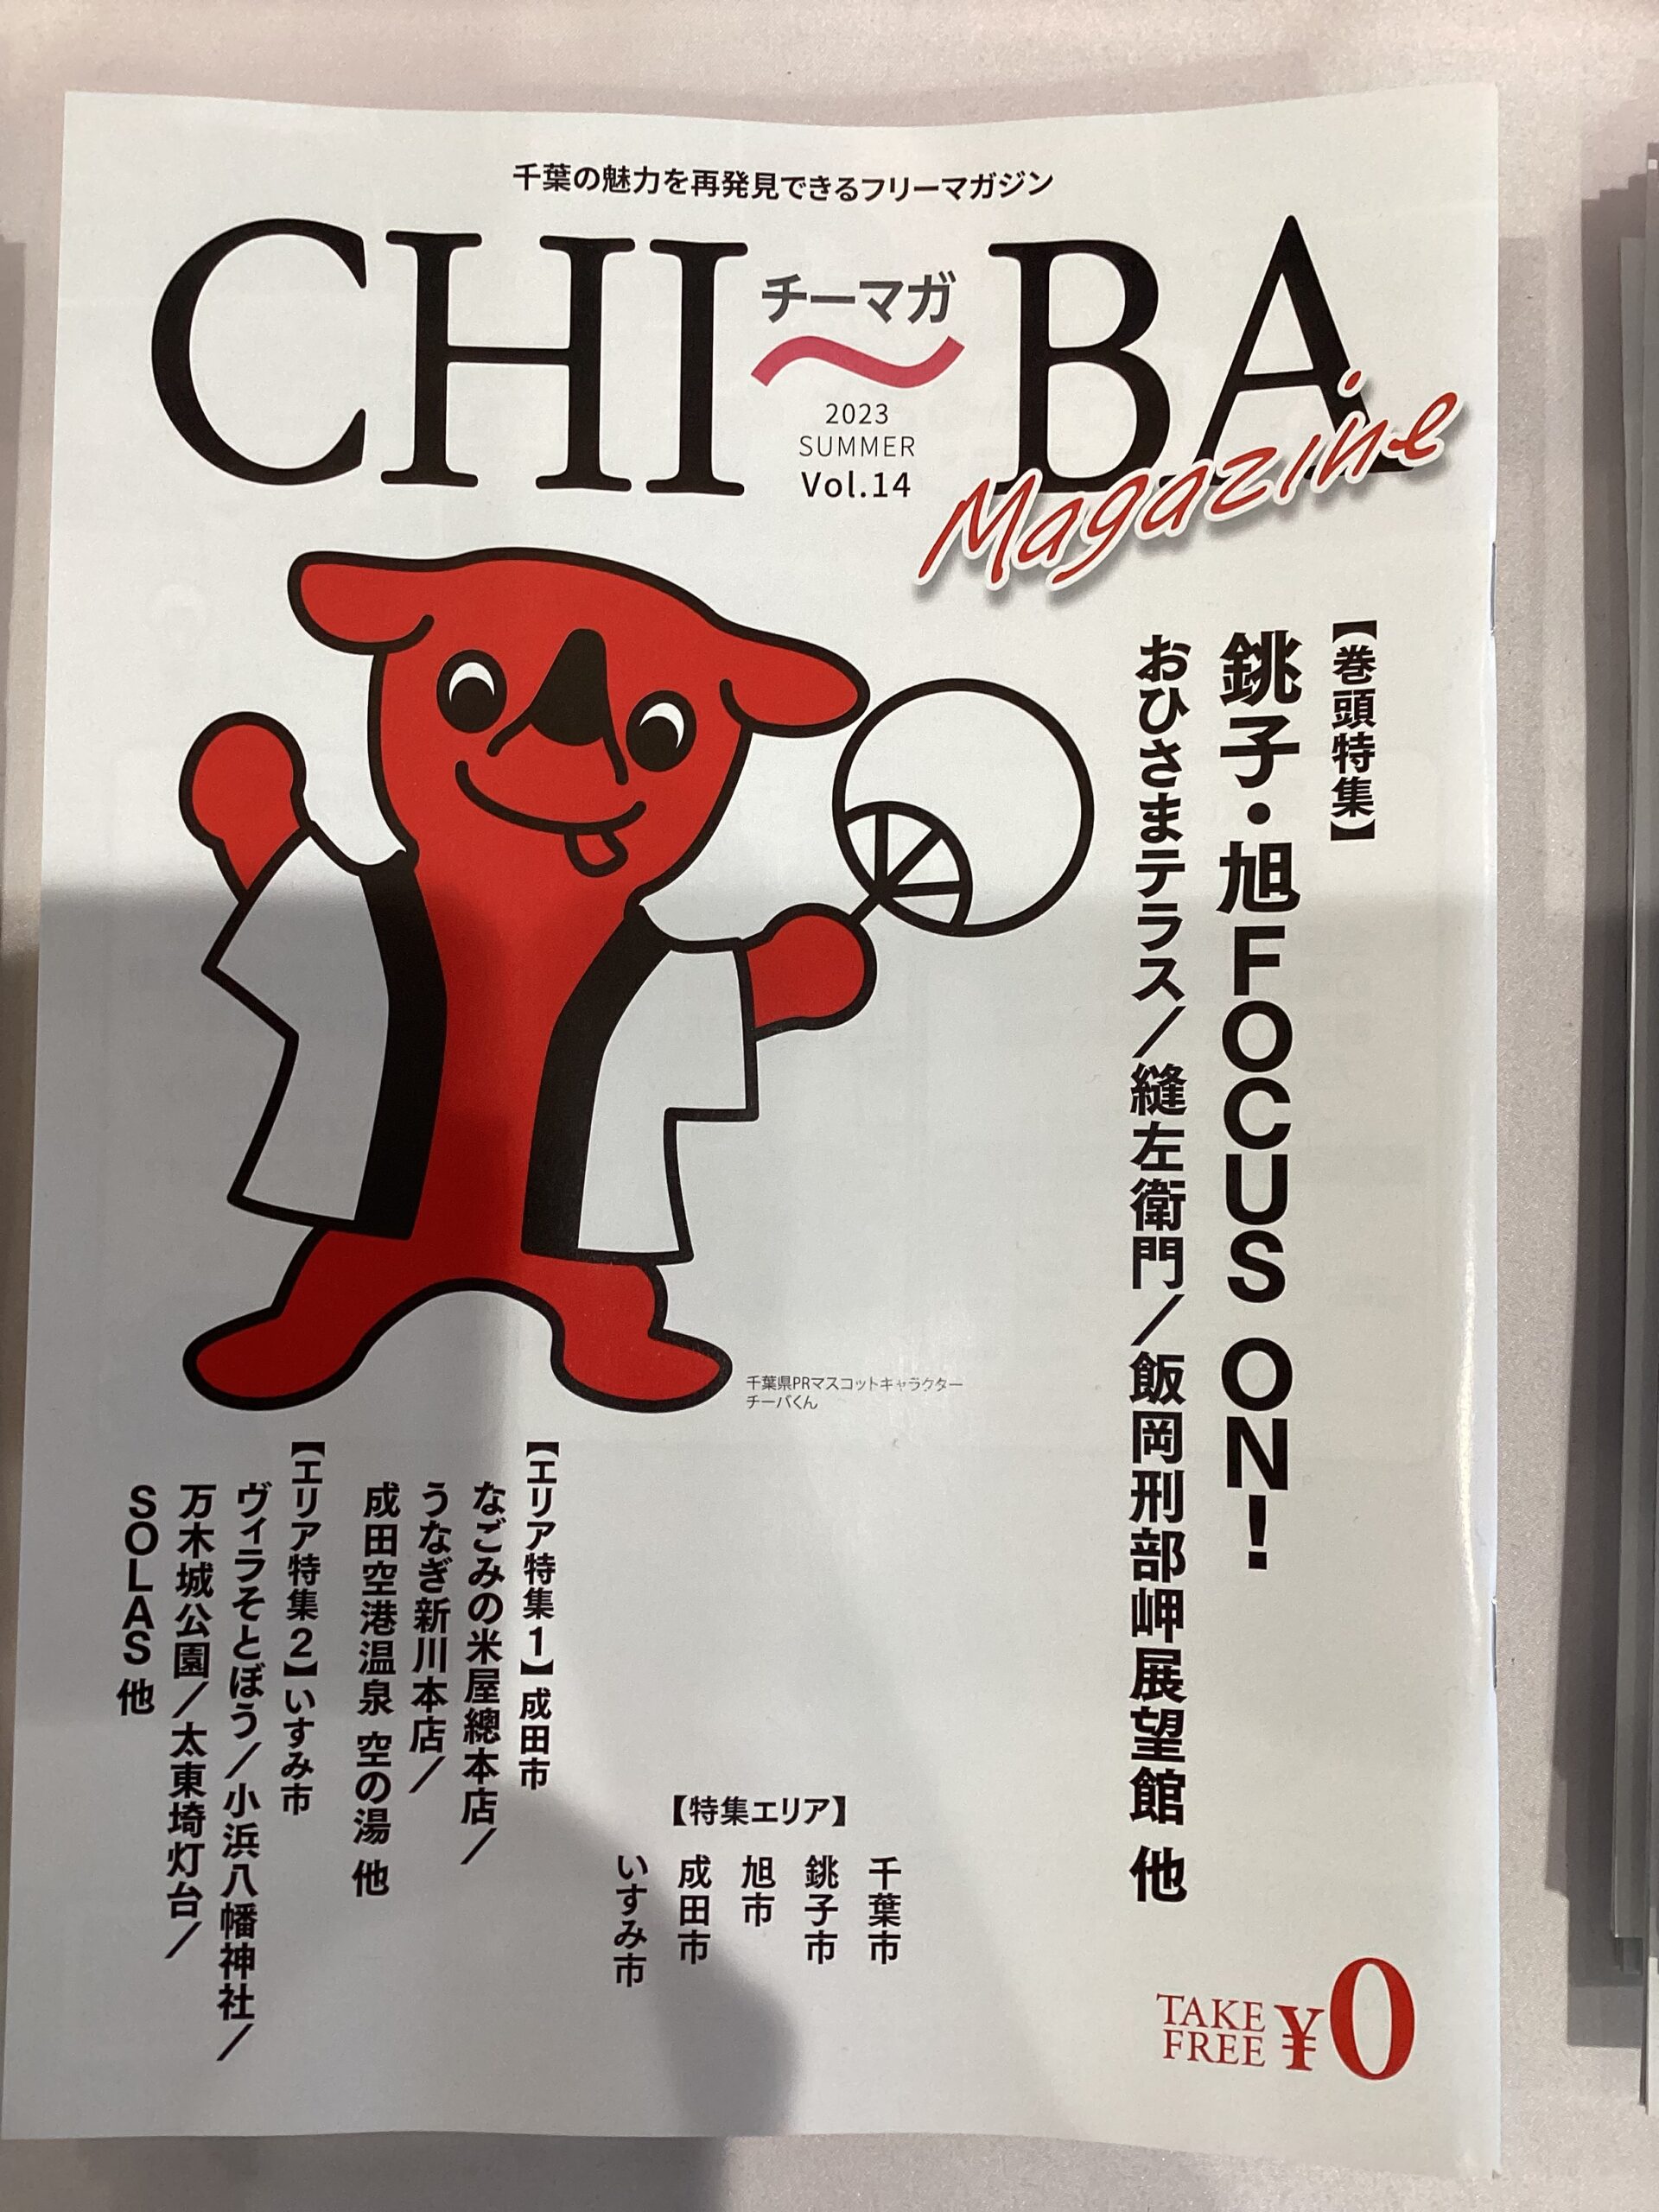 千葉の魅力を再発見できるフリーマガジン
CHI〜BA
チーマガ
2023
SUMMER
Vol.14
Magazine
【巻頭特集】
銚子・旭 FOCUS ON!
おひさまテラス／縫左衛門／飯岡刑部岬展望館 他
千葉県PRマスコットキャラクター
チーバくん
【エリア特集1】成田市
なごみの米屋總本店／
うなぎ新川本店／
成田空港温泉 空の湯 他
【エリア特集2】いすみ市
ヴィラそとぼう／小浜八幡神社／
万木城公園／太東埼灯台／
SOLAS 他
【特集エリア】
千葉市
銚子市
旭市
成田市
いすみ市
TAKE
FREE
¥0